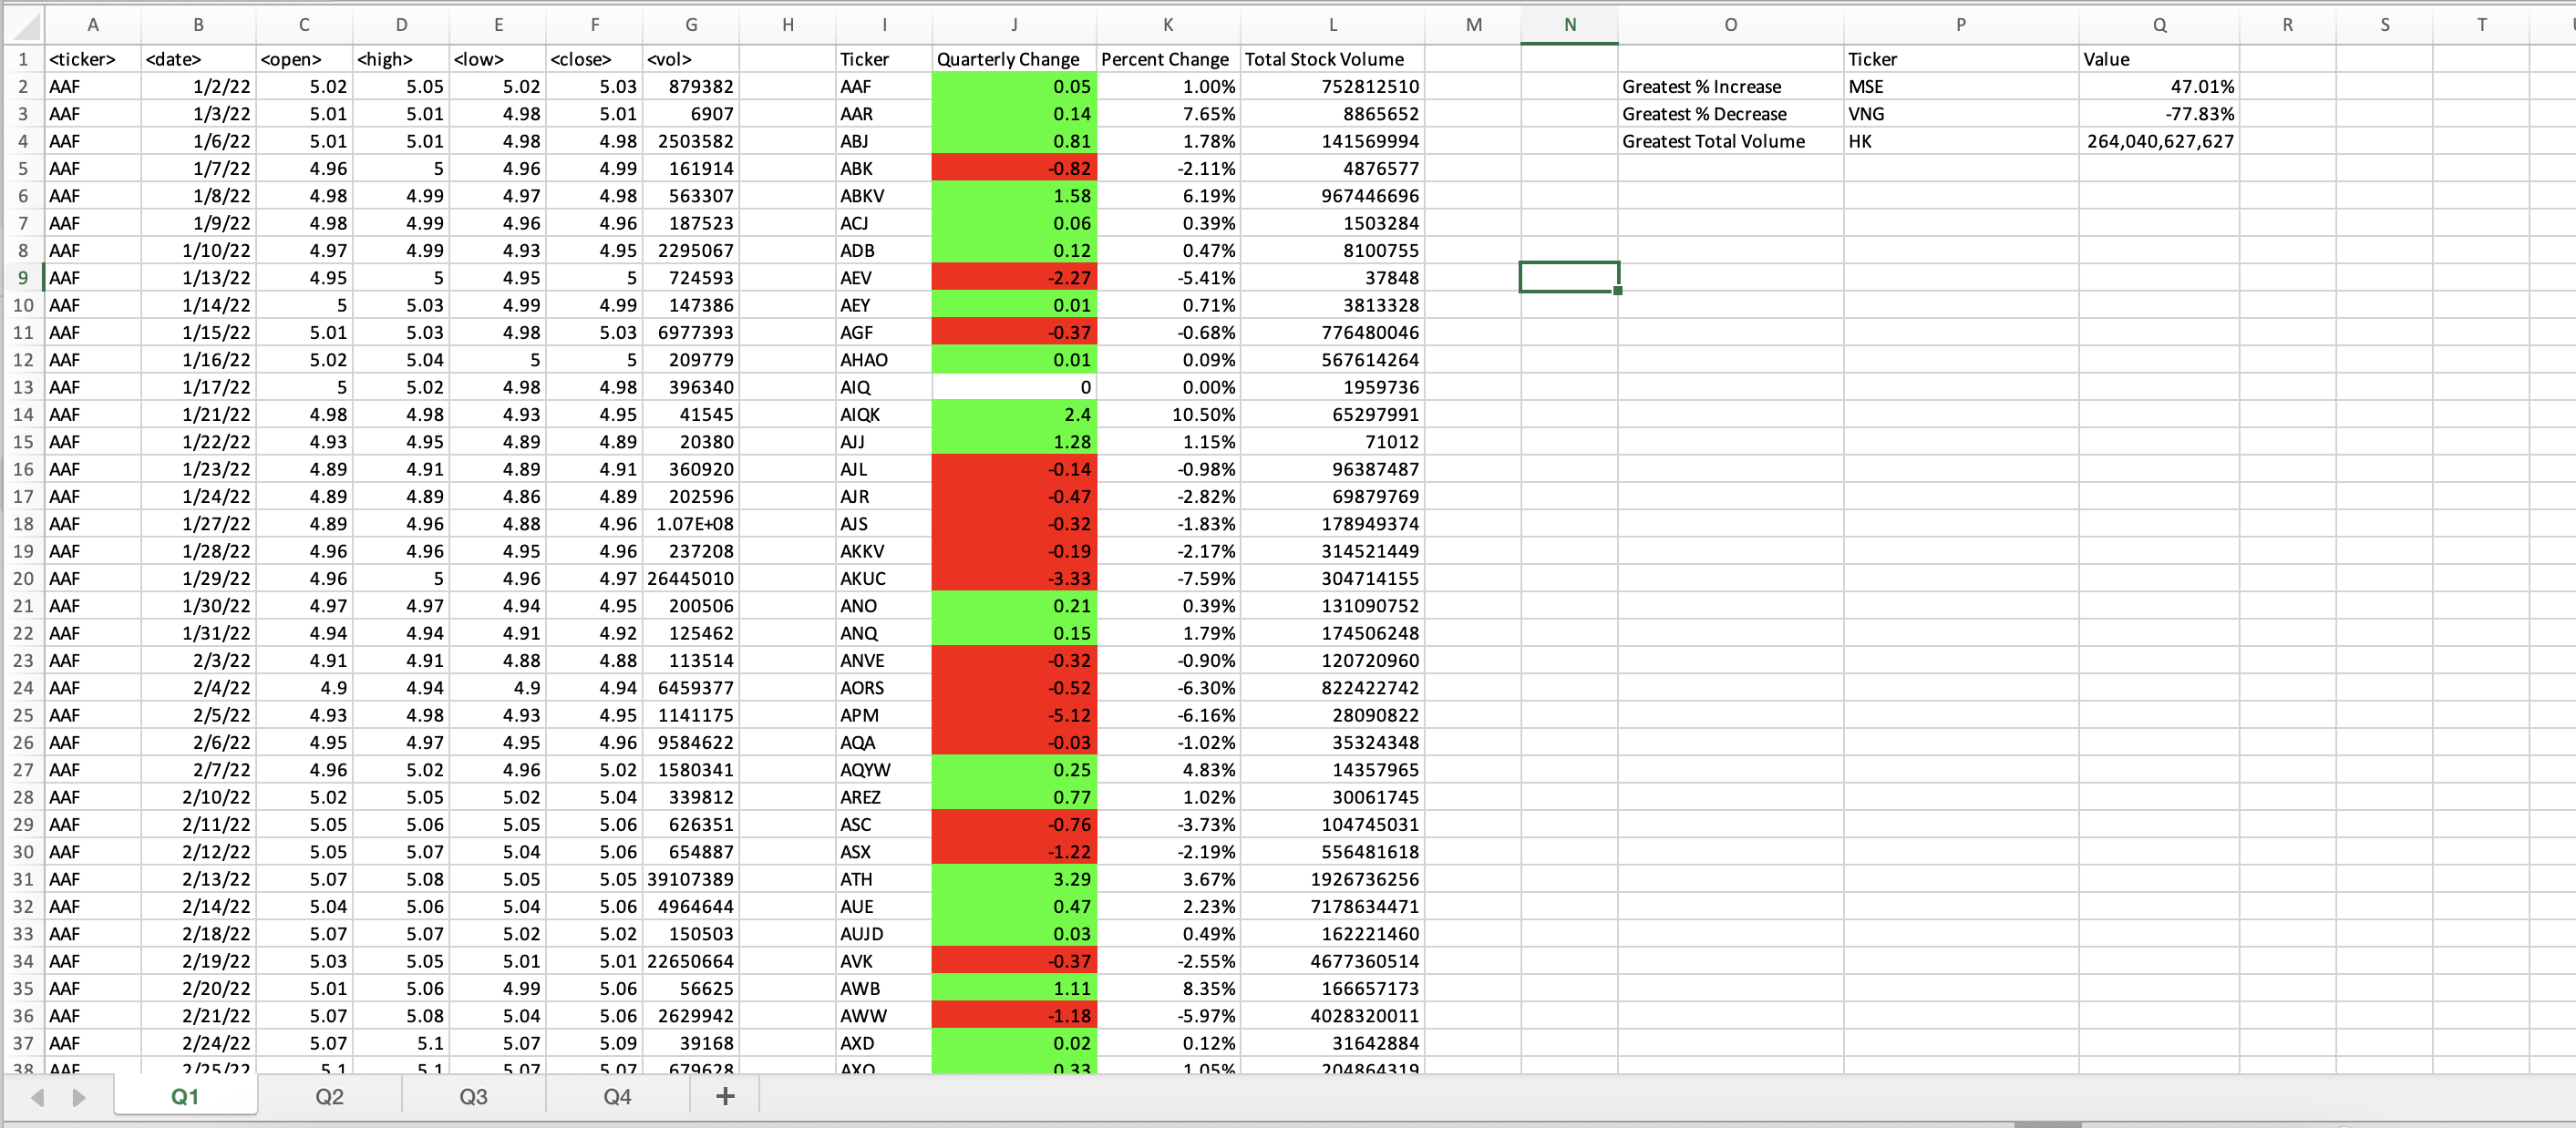 A B C D E F G H I J K L M N O P Q R S T
1 <ticker> <date> <open> <high> <low> <close> <vol> Ticker Quarterly Change Percent Change Total Stock Volume Ticker Value
2 AAF 1/2/22 5.02 5.05 5.02 5.03 879382 AAF 0.05 1.00% 752812510 Greatest % Increase MSE 47.01%
3 AAF 1/3/22 5.01 5.01 4.98 5.01 6907 AAR 0.14 7.65% 8865652 Greatest % Decrease VNG -77.83%
4 AAF 1/6/22 5.01 5.01 4.98 4.98 2503582 ABJ 0.81 1.78% 141569994 Greatest Total Volume HK 264,040,627,627
5 AAF 1/7/22 4.96 5 4.96 4.99 161914 ABK -0.82 -2.11% 4876577
6 AAF 1/8/22 4.98 4.99 4.97 4.98 563307 ABKV 1.58 6.19% 967446696
7 AAF 1/9/22 4.98 4.99 4.96 4.96 187523 ACJ 0.06 0.39% 1503284
8 AAF 1/10/22 4.97 4.99 4.93 4.95 2295067 ADB 0.12 0.47% 8100755
9 AAF 1/13/22 4.95 5 4.95 5 724593 AEV -2.27 -5.41% 37848
10 AAF 1/14/22 5 5.03 4.99 4.99 147386 AEY 0.01 0.71% 3813328
11 AAF 1/15/22 5.01 5.03 4.98 5.03 6977393 AGF -0.37 -0.68% 776480046
12 AAF 1/16/22 5.02 5.04 5 5 209779 AHAO 0.01 0.09% 567614264
13 AAF 1/17/22 5 5.02 4.98 4.98 396340 AIQ 0 0.00% 1959736
14 AAF 1/21/22 4.98 4.98 4.93 4.95 41545 AIQK 2.4 10.50% 65297991
15 AAF 1/22/22 4.93 4.95 4.89 4.89 20380 AJJ 1.28 1.15% 71012
16 AAF 1/23/22 4.89 4.91 4.89 4.91 360920 AJL -0.14 -0.98% 96387487
17 AAF 1/24/22 4.89 4.89 4.86 4.89 202596 AJR -0.47 -2.82% 69879769
18 AAF 1/27/22 4.89 4.96 4.88 4.96 1.07E+08 AJS -0.32 -1.83% 178949374
19 AAF 1/28/22 4.96 4.96 4.95 4.96 237208 AKKV -0.19 -2.17% 314521449
20 AAF 1/29/22 4.96 5 4.96 4.97 26445010 AKUC -3.33 -7.59% 304714155
21 AAF 1/30/22 4.97 4.97 4.94 4.95 200506 ANO 0.21 0.39% 131090752
22 AAF 1/31/22 4.94 4.94 4.91 4.92 125462 ANQ 0.15 1.79% 174506248
23 AAF 2/3/22 4.91 4.91 4.88 4.88 113514 ANVE -0.32 -0.90% 120720960
24 AAF 2/4/22 4.9 4.94 4.9 4.94 6459377 AORS -0.52 -6.30% 822422742
25 AAF 2/5/22 4.93 4.98 4.93 4.95 1141175 APM -5.12 -6.16% 28090822
26 AAF 2/6/22 4.95 4.97 4.95 4.96 9584622 AQA -0.03 -1.02% 35324348
27 AAF 2/7/22 4.96 5.02 4.96 5.02 1580341 AQYW 0.25 4.83% 14357965
28 AAF 2/10/22 5.02 5.05 5.02 5.04 339812 AREZ 0.77 1.02% 30061745
29 AAF 2/11/22 5.05 5.06 5.05 5.06 626351 ASC -0.76 -3.73% 104745031
30 AAF 2/12/22 5.05 5.07 5.04 5.06 654887 ASX -1.22 -2.19% 556481618
31 AAF 2/13/22 5.07 5.08 5.05 5.05 39107389 ATH 3.29 3.67% 1926736256
32 AAF 2/14/22 5.04 5.06 5.04 5.06 4964644 AUE 0.47 2.23% 7178634471
33 AAF 2/18/22 5.07 5.07 5.02 5.02 150503 AUJD 0.03 0.49% 162221460
34 AAF 2/19/22 5.03 5.05 5.01 5.01 22650664 AVK -0.37 -2.55% 4677360514
35 AAF 2/20/22 5.01 5.06 4.99 5.06 56625 AWB 1.11 8.35% 166657173
36 AAF 2/21/22 5.07 5.08 5.04 5.06 2629942 AWW -1.18 -5.97% 4028320011
37 AAF 2/24/22 5.07 5.1 5.07 5.09 39168 AXD 0.02 0.12% 31642884
38 AAF 2/25/22 5.1 5.1 5.07 5.07 679628 0.33 1.05% 204864319
Q1 Q2 Q3 Q4 +